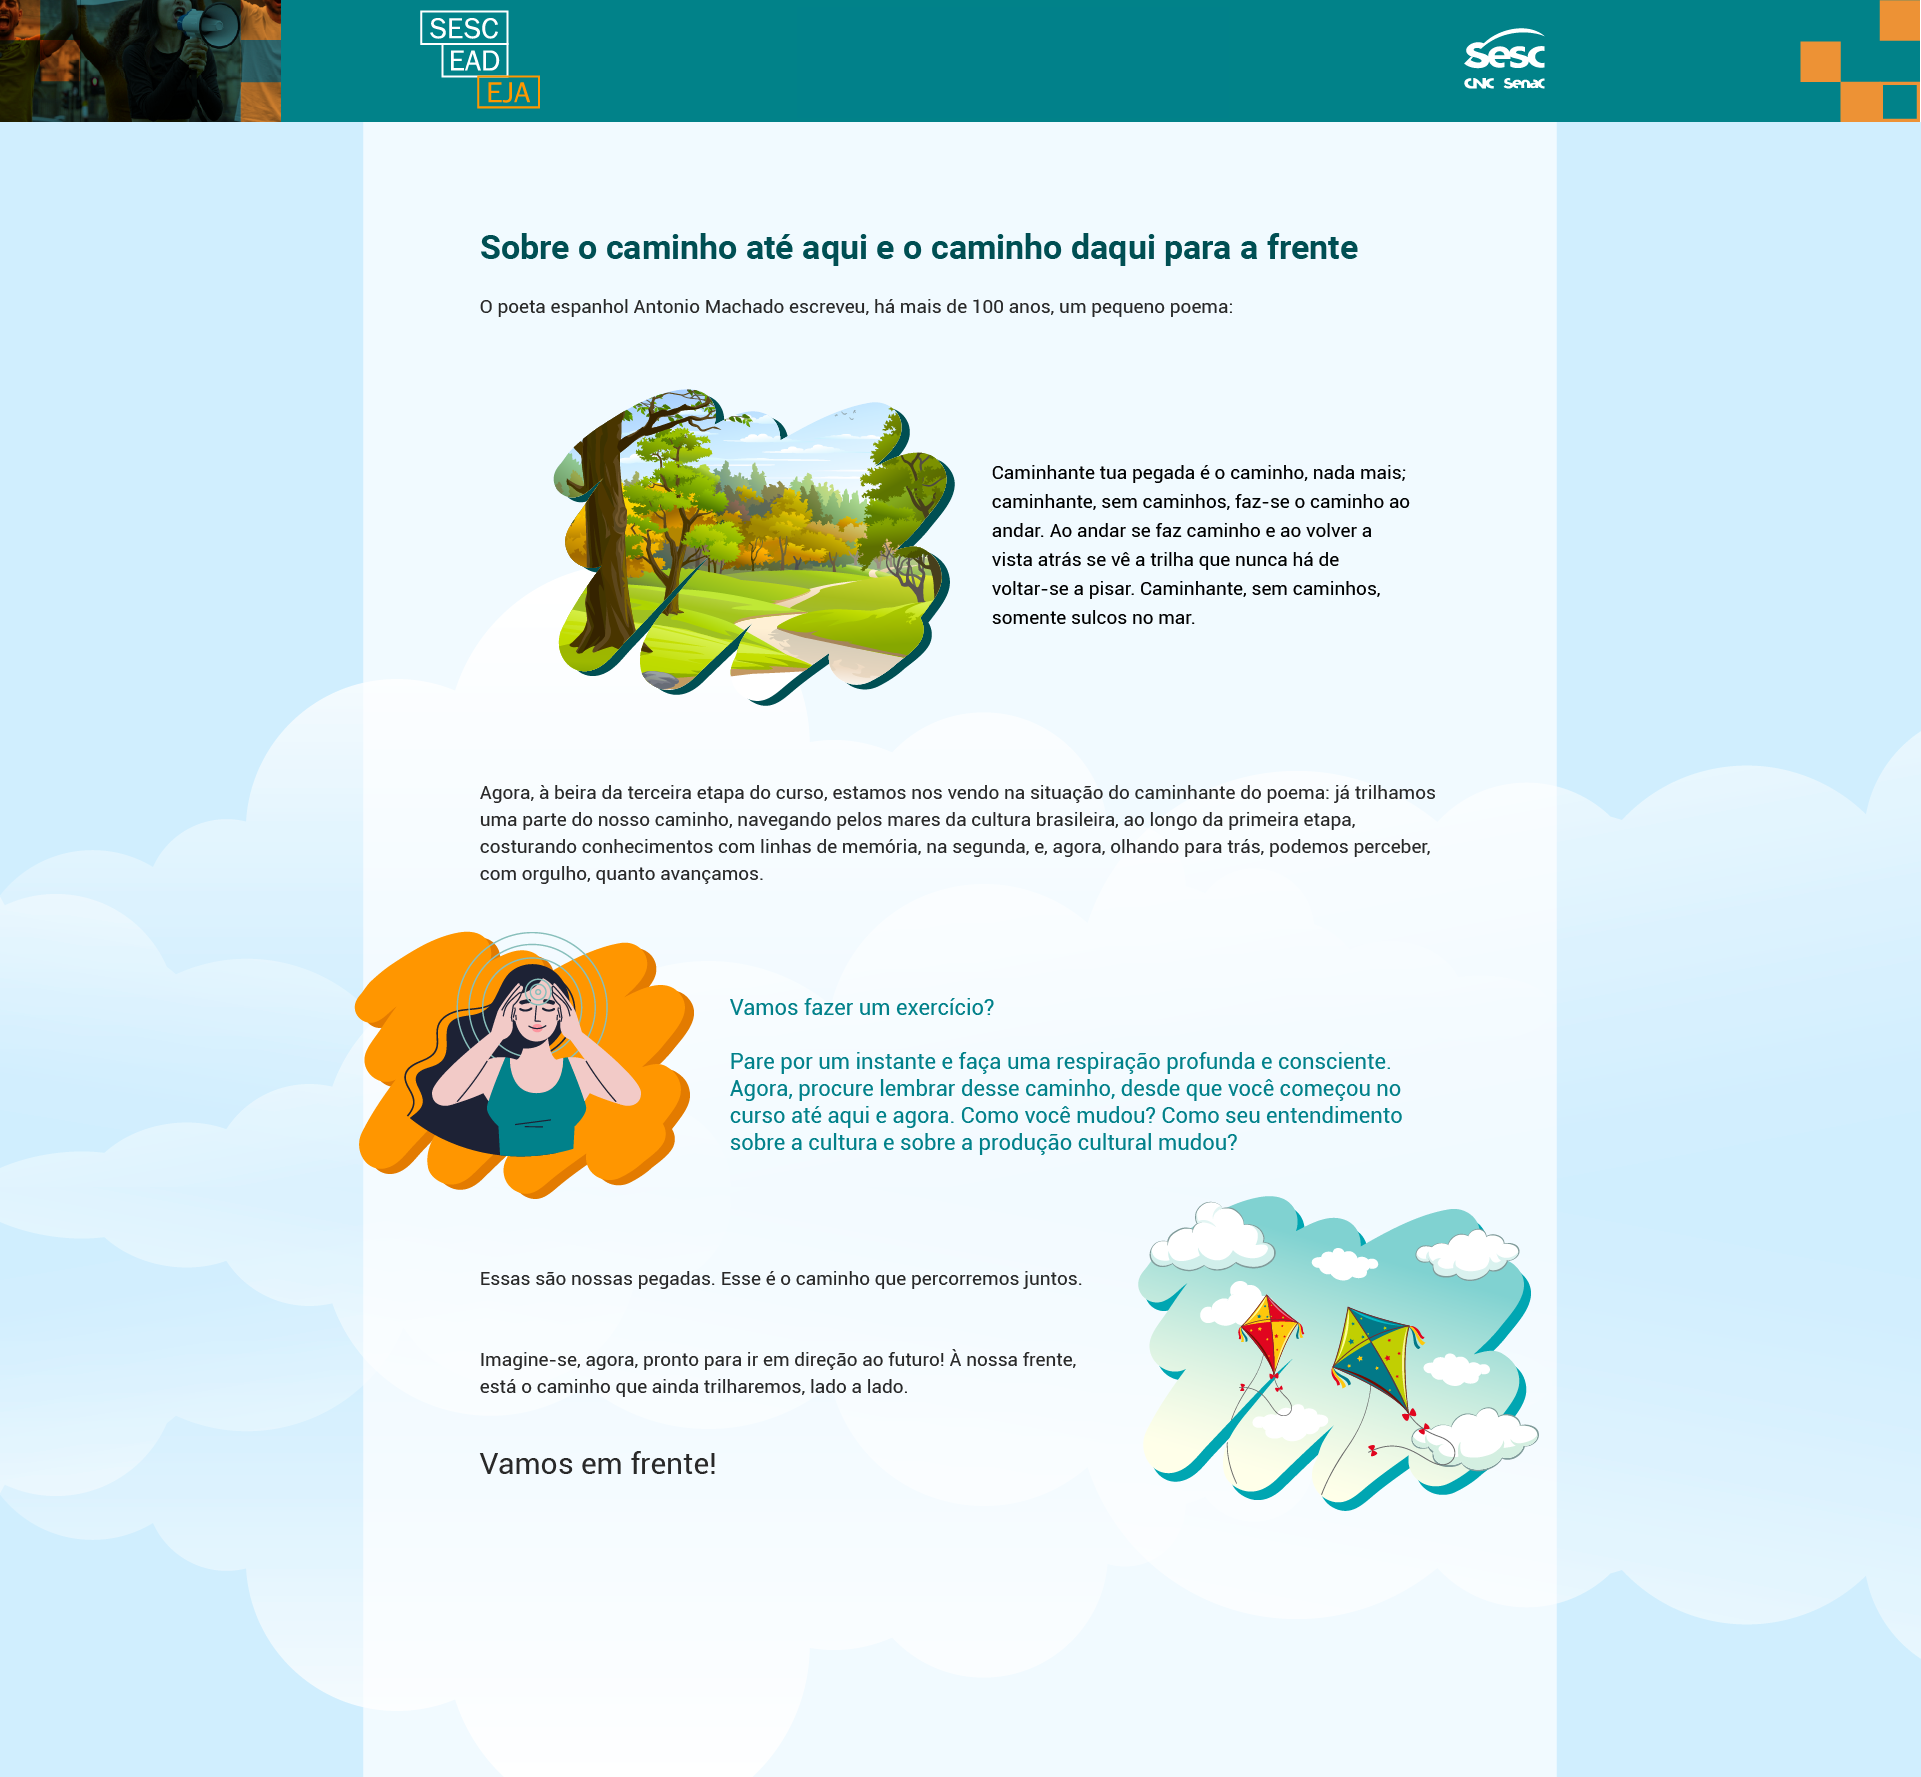 SESC
EAD
EJA
Sesc
CNC Senac
Sobre o caminho até aqui e o caminho daqui para a frente
O poeta espanhol Antonio Machado escreveu, há mais de 100 anos, um pequeno poema:
Caminhante tua pegada é o caminho, nada mais;
caminhante, sem caminhos, faz-se o caminho ao
andar. Ao andar se faz caminho e ao volver a
vista atrás se vê a trilha que nunca há de
voltar-se a pisar. Caminhante, sem caminhos,
somente sulcos no mar.
Agora, à beira da terceira etapa do curso, estamos nos vendo na situação do caminhante do poema: já trilhamos
uma parte do nosso caminho, navegando pelos mares da cultura brasileira, ao longo da primeira etapa,
costurando conhecimentos com linhas de memória, na segunda, e, agora, olhando para trás, podemos perceber,
com orgulho, quanto avançamos.
Vamos fazer um exercício?
Pare por um instante e faça uma respiração profunda e consciente.
Agora, procure lembrar desse caminho, desde que você começou no
curso até aqui e agora. Como você mudou? Como seu entendimento
sobre a cultura e sobre a produção cultural mudou?
Essas são nossas pegadas. Esse é o caminho que percorremos juntos.
Imagine-se, agora, pronto para ir em direção ao futuro! À nossa frente,
está o caminho que ainda trilharemos, lado a lado.
Vamos em frente!